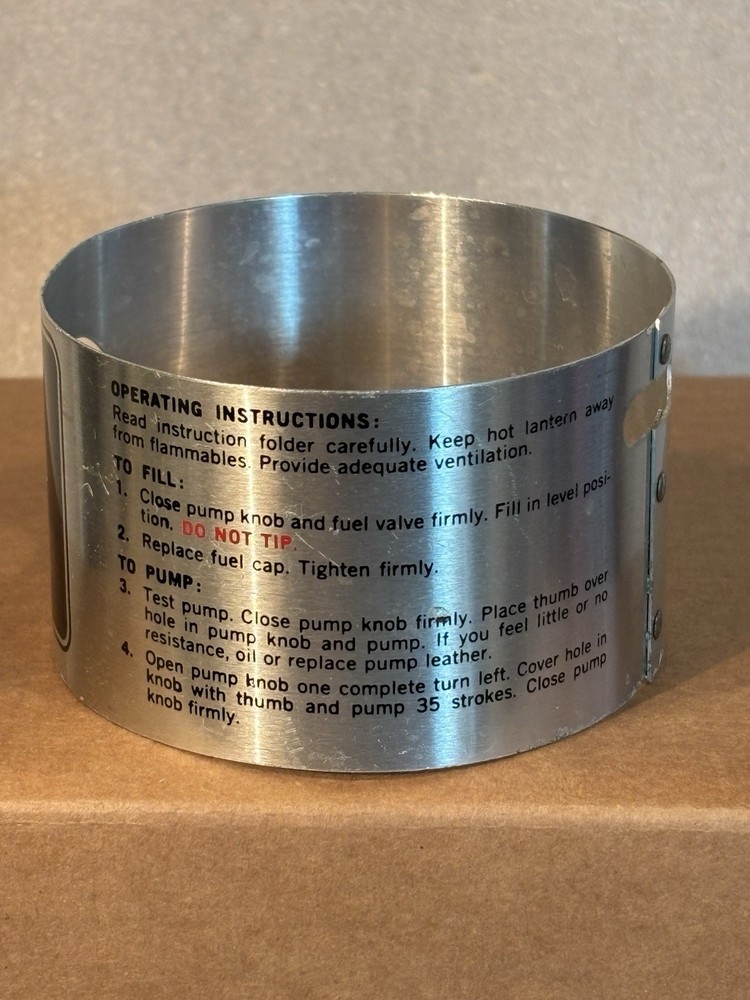 OPERATING INSTRUCTIONS:
Read instruction folder carefully. Keep hot lantern away
from flammables. Provide adequate ventilation.
TO FILL:
1. Close pump knob and fuel valve firmly. Fill in level posi-
tion. DO NOT TIP.
2. Replace fuel cap. Tighten firmly.
TO PUMP:
3. Test pump. Close pump knob firmly. Place thumb over
hole in pump knob and pump. If you feel little or no
resistance, oil or replace pump leather.
4. Open pump knob one complete turn left. Cover hole in
knob with thumb and pump 35 strokes. Close pump
knob firmly.